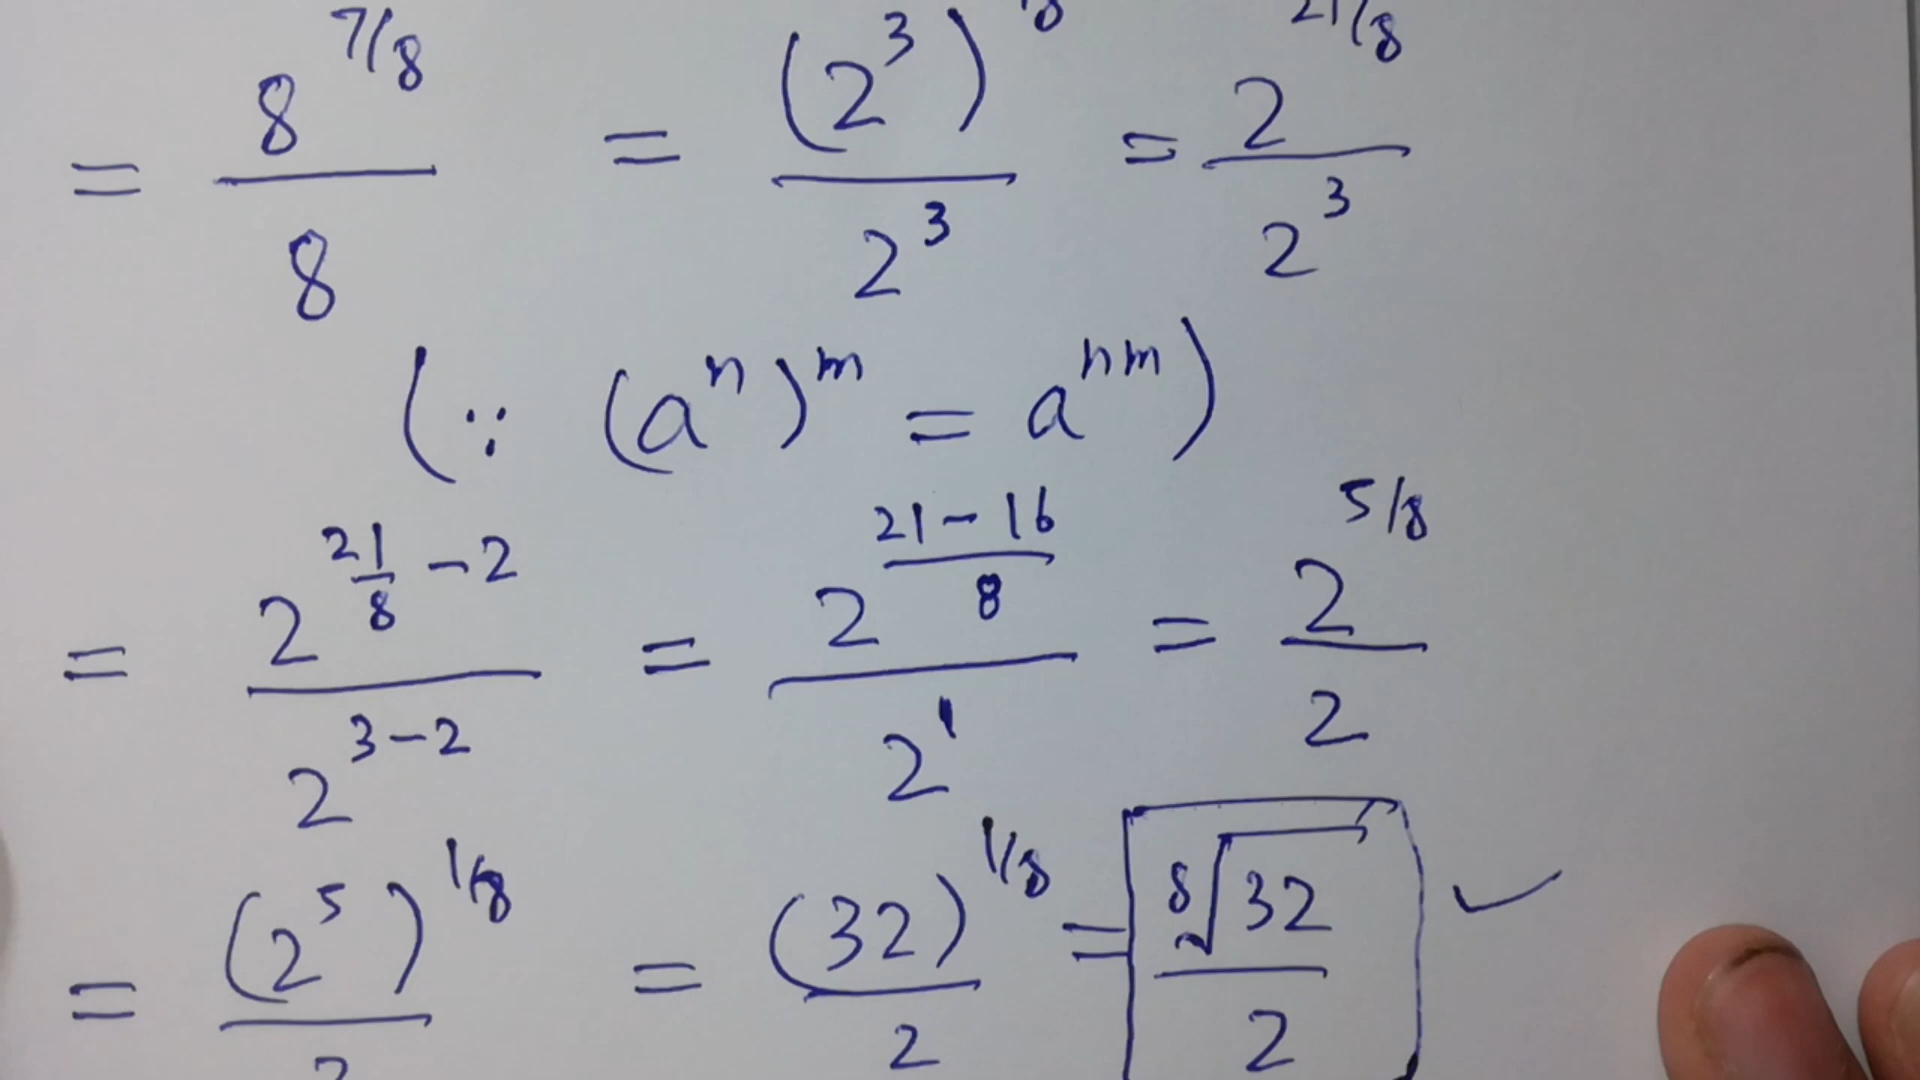 = 8^7/8 / 8 = (2^3) / 2^3 = 2^21/8 / 2^3
(∵ (a^n)^m = a^nm)
= 2^(21/8 - 2) / 2^(3-2) = 2^((21-16)/8) / 2^1 = 2^5/8 / 2
= (2^5)^1/8 / 2 = (32)^1/8 / 2 = ⁸√32 / 2 ✓